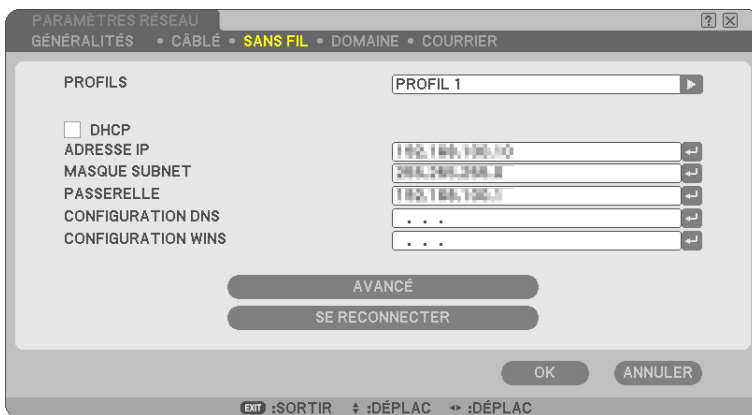 PARAMÈTRES RÉSEAU
GÉNÉRALITÉS • CÂBLÉ • SANS FIL • DOMAINE • COURRIER
PROFILS PROFIL 1
DHCP
ADRESSE IP
MASQUE SUBNET
PASSERELLE
CONFIGURATION DNS . . .
CONFIGURATION WINS . . .
AVANCÉ
SE RECONNECTER
OK ANNULER
EXIT :SORTIR :DÉPLAC :DÉPLAC